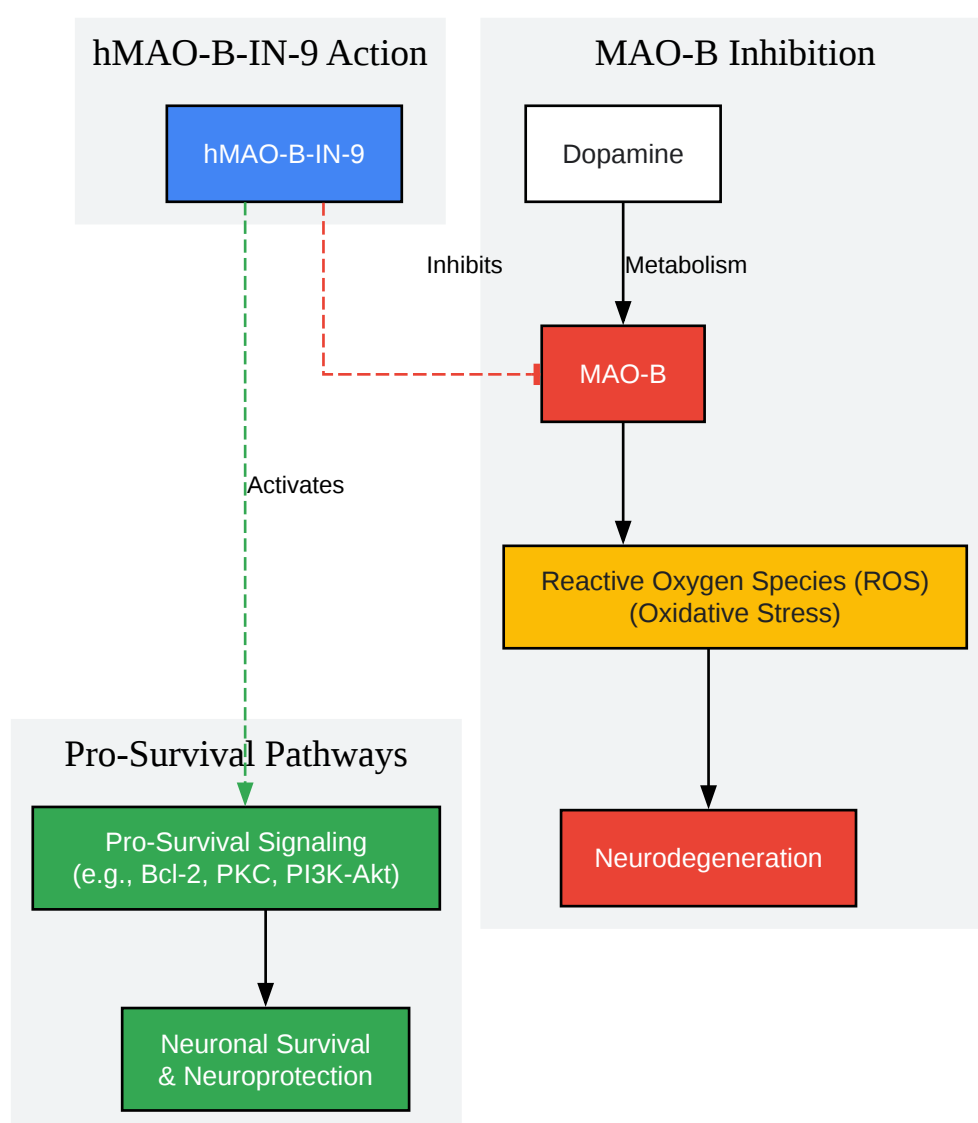 hMAO-B-IN-9 Action
MAO-B Inhibition
hMAO-B-IN-9
Dopamine
Inhibits
Metabolism
MAO-B
Activates
Reactive Oxygen Species (ROS)
(Oxidative Stress)
Pro-Survival Pathways
Pro-Survival Signaling
(e.g., Bcl-2, PKC, PI3K-Akt)
Neurodegeneration
Neuronal Survival
& Neuroprotection